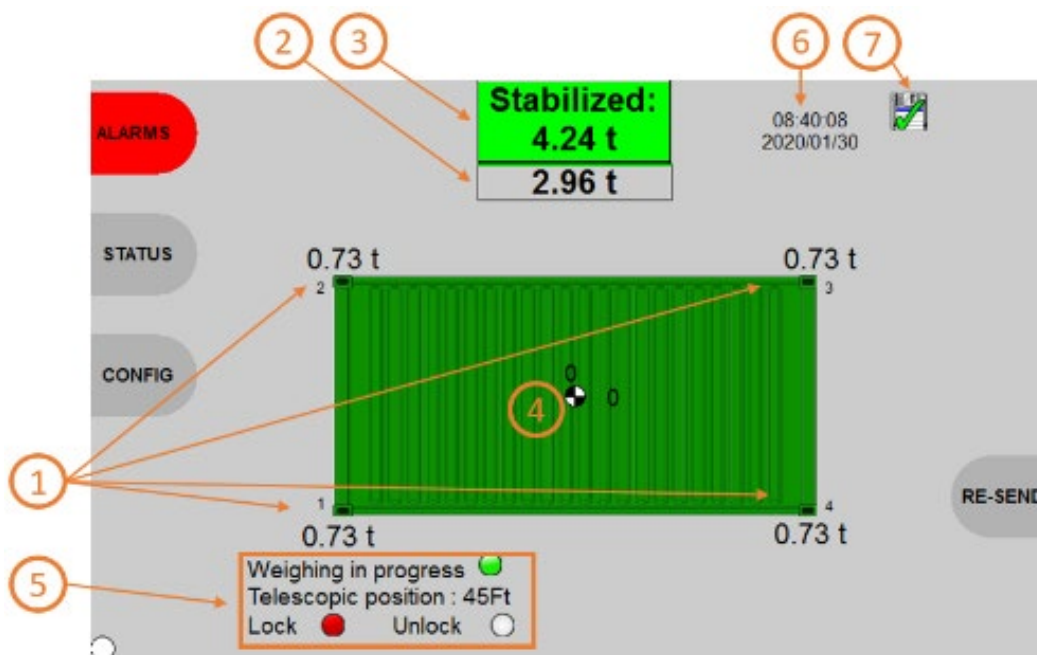 2
3
6
7
ALARMS
Stabilized:
4.24 t
2.96 t
08:40:08
2020/01/30
STATUS
0.73 t
0.73 t
2
3
CONFIG
0
0
4
1
1
4
RE-SEND
0.73 t
0.73 t
5
Weighing in progress
Telescopic position : 45Ft
Lock Unlock